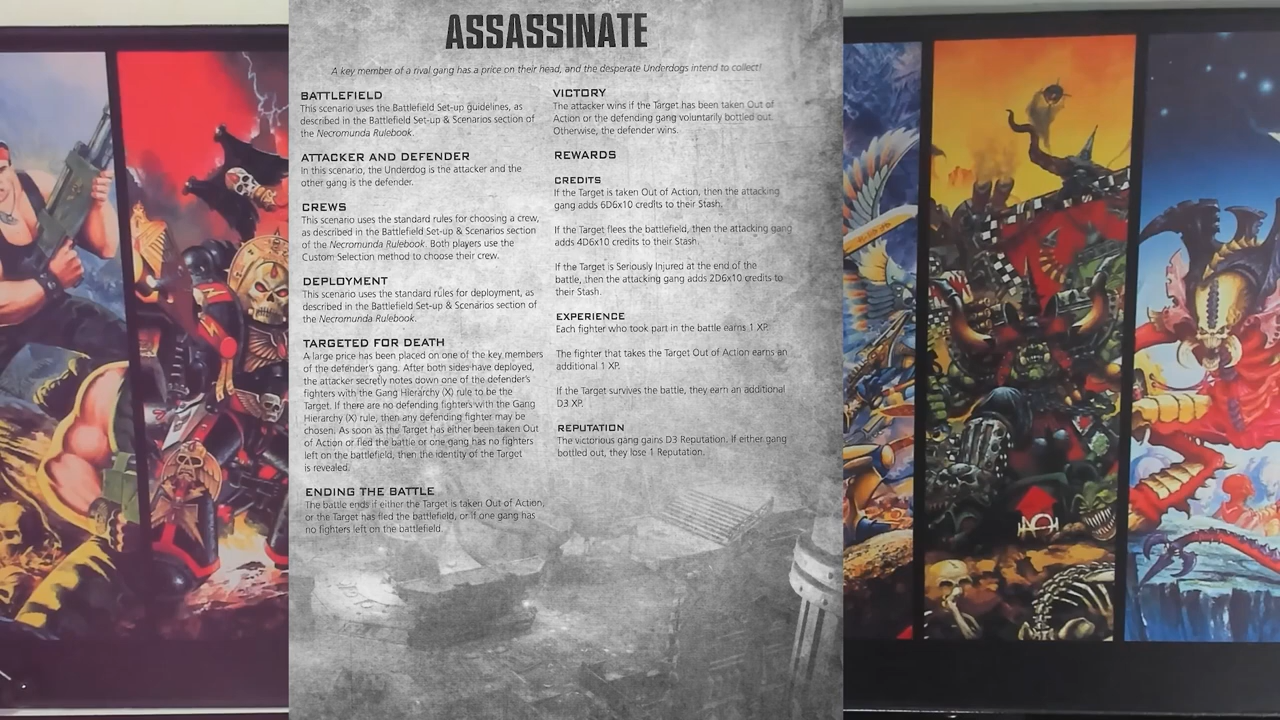 ASSASSINATE
A key member of a rival gang has a price on their head, and the desperate Underdogs intend to collect!
BATTLEFIELD
This scenario uses the Battlefield Set-up guidelines, as
described in the Battlefield Set-up & Scenarios section of
the Necromunda Rulebook.
ATTACKER AND DEFENDER
In this scenario, the Underdog is the attacker and the
other gang is the defender.
CREWS
This scenario uses the standard rules for choosing a crew,
as described in the Battlefield Set-up & Scenarios section
of the Necromunda Rulebook. Both players use the
Custom Selection method to choose their crew.
DEPLOYMENT
This scenario uses the standard rules for deployment, as
described in the Battlefield Set-up & Scenarios section of
the Necromunda Rulebook.
TARGETED FOR DEATH
A large price has been placed on one of the key members
of the defender's gang. After both sides have deployed,
the attacker secretly notes down one of the defender's
fighters with the Gang Hierarchy (X) rule to be the
Target. If there are no defending fighters with the Gang
Hierarchy (X) rule, then any defending fighter may be
chosen. As soon as the Target has either been taken Out
of Action or fled the battle or one gang has no fighters
left on the battlefield, then the identity of the Target
is revealed.
ENDING THE BATTLE
The battle ends if either the Target is taken Out of Action,
or the Target has fled the battlefield, or if one gang has
no fighters left on the battlefield.
VICTORY
The attacker wins if the Target has been taken Out of
Action or the defending gang voluntarily bottled out.
Otherwise, the defender wins.
REWARDS
CREDITS
If the Target is taken Out of Action, then the attacking
gang adds 6D6x10 credits to their Stash.
If the Target flees the battlefield, then the attacking gang
adds 4D6x10 credits to their Stash.
If the Target is Seriously Injured at the end of the
battle, then the attacking gang adds 2D6x10 credits to
their Stash.
EXPERIENCE
Each fighter who took part in the battle earns 1 XP.
The fighter that takes the Target Out of Action earns an
additional 1 XP.
If the Target survives the battle, they earn an additional
D3 XP.
REPUTATION
The victorious gang gains D3 Reputation. If either gang
bottled out, they lose 1 Reputation.